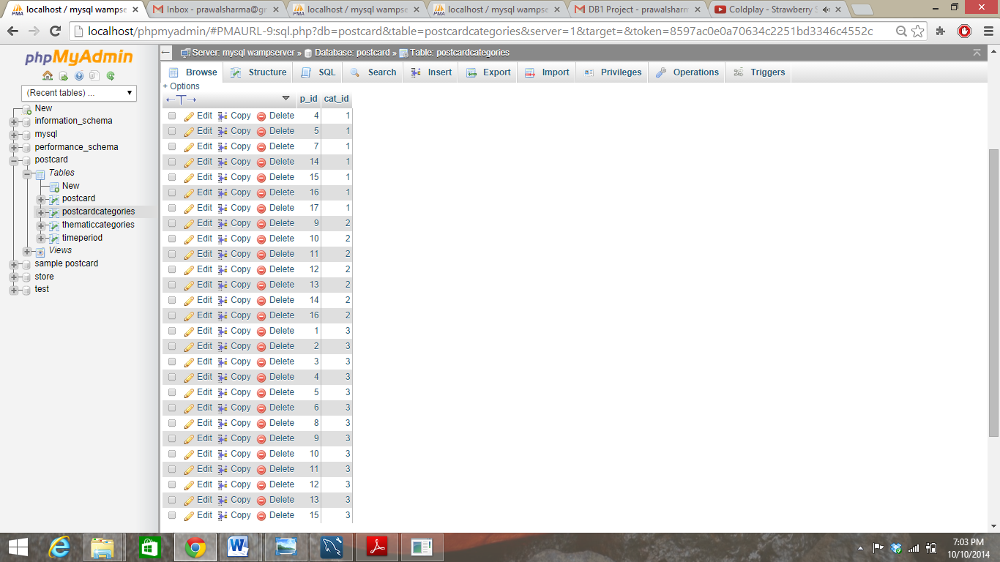 localhost / mysql wampse
Inbox - prawalsharma@gr
localhost / mysql wampse
localhost / mysql wampse
DB1 Project - prawalsharm
Coldplay - Strawberry S
localhost/phpmyadmin/#PMAURL-9:sql.php?db=postcard&table=postcardcategories&server=1&target=&token=8597ac0e0a70634c2251bd3346c4552c
phpMyAdmin
(Recent tables) ...
New
information_schema
mysql
performance_schema
postcard
Tables
New
postcard
postcardcategories
thematiccategories
timeperiod
Views
sample postcard
store
test
Server: mysql wampserver » Database: postcard » Table: postcardcategories
Browse Structure SQL Search Insert Export Import Privileges Operations Triggers
+ Options
←T→ p_id cat_id
Edit Copy Delete 4 1
Edit Copy Delete 5 1
Edit Copy Delete 7 1
Edit Copy Delete 14 1
Edit Copy Delete 15 1
Edit Copy Delete 16 1
Edit Copy Delete 17 1
Edit Copy Delete 9 2
Edit Copy Delete 10 2
Edit Copy Delete 11 2
Edit Copy Delete 12 2
Edit Copy Delete 13 2
Edit Copy Delete 14 2
Edit Copy Delete 16 2
Edit Copy Delete 1 3
Edit Copy Delete 2 3
Edit Copy Delete 3 3
Edit Copy Delete 4 3
Edit Copy Delete 5 3
Edit Copy Delete 6 3
Edit Copy Delete 8 3
Edit Copy Delete 9 3
Edit Copy Delete 10 3
Edit Copy Delete 11 3
Edit Copy Delete 12 3
Edit Copy Delete 13 3
Edit Copy Delete 15 3
7:03 PM
10/10/2014